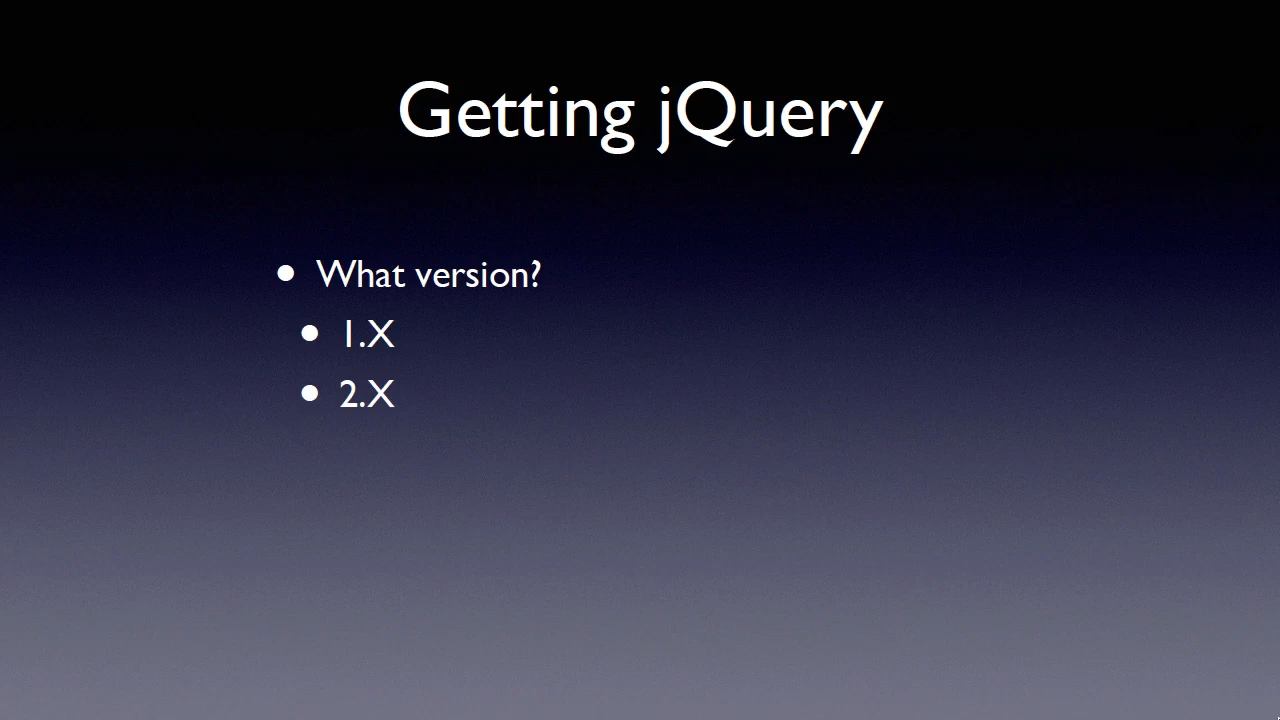 Getting jQuery
• What version?
• 1.X
• 2.X